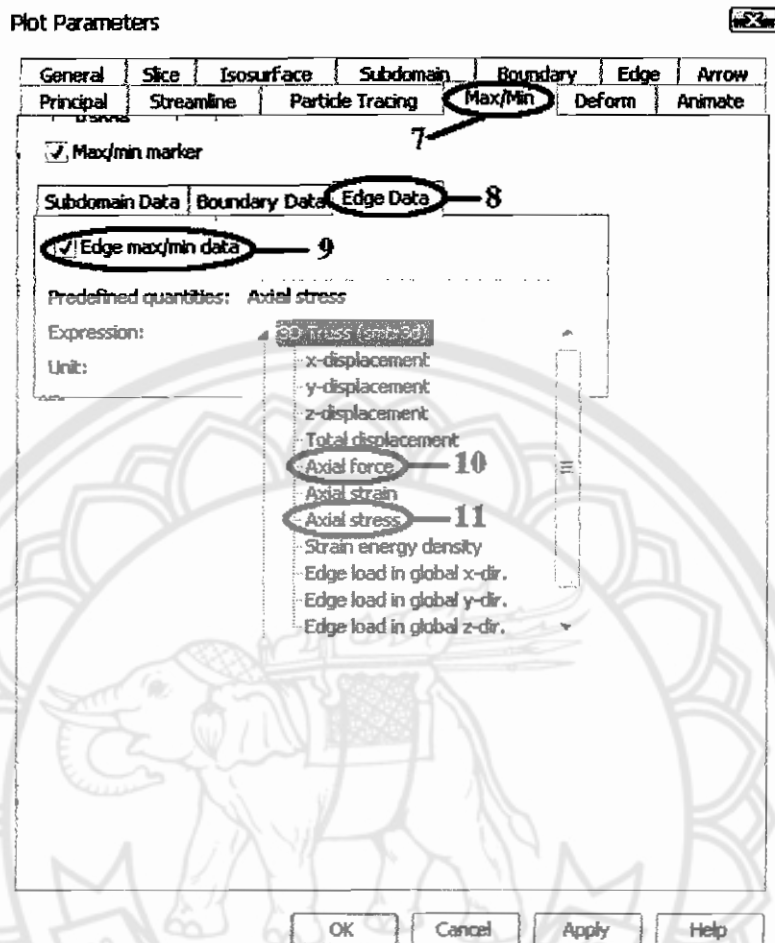 Plot Parameters
General Slice Isosurface Subdomain Boundary Edge Arrow
Principal Streamline Particle Tracing Max/Min Deform Animate
7
Max/min marker
Subdomain Data Boundary Data Edge Data 8
Edge max/min data 9
Predefined quantities: Axial stress
Expression: 3D Truss (smt3d)
Unit: x-displacement
y-displacement
z-displacement
Total displacement
Axial force 10
Axial strain
Axial stress 11
Strain energy density
Edge load in global x-dir.
Edge load in global y-dir.
Edge load in global z-dir.
OK Cancel Apply Help